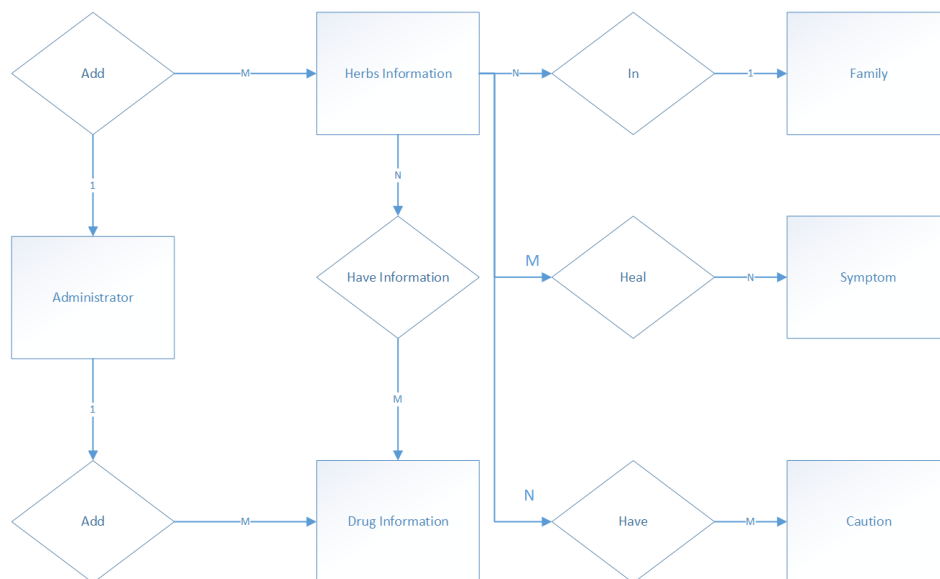 Add
M
Herbs Information
N
In
1
Family
1
N
Administrator
Have Information
M
Heal
N
Symptom
1
M
N
Add
M
Drug Information
Have
M
Caution